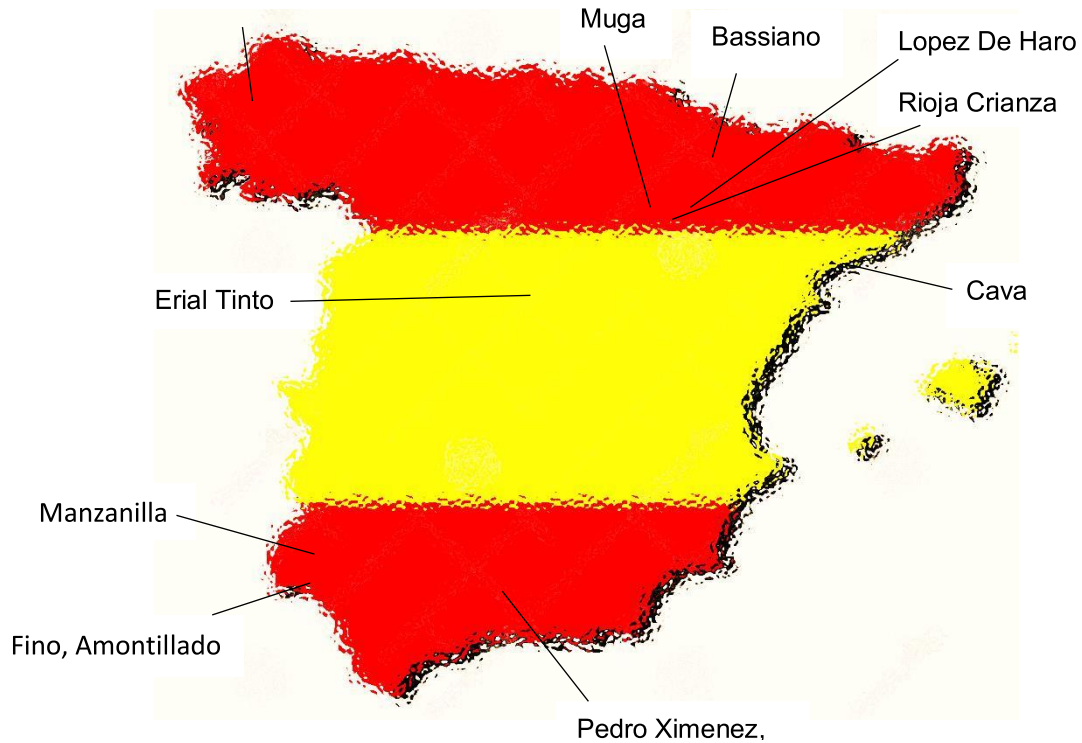 Muga
Bassiano
Lopez De Haro
Rioja Crianza
Erial Tinto
Cava
Manzanilla
Fino, Amontillado
Pedro Ximenez,